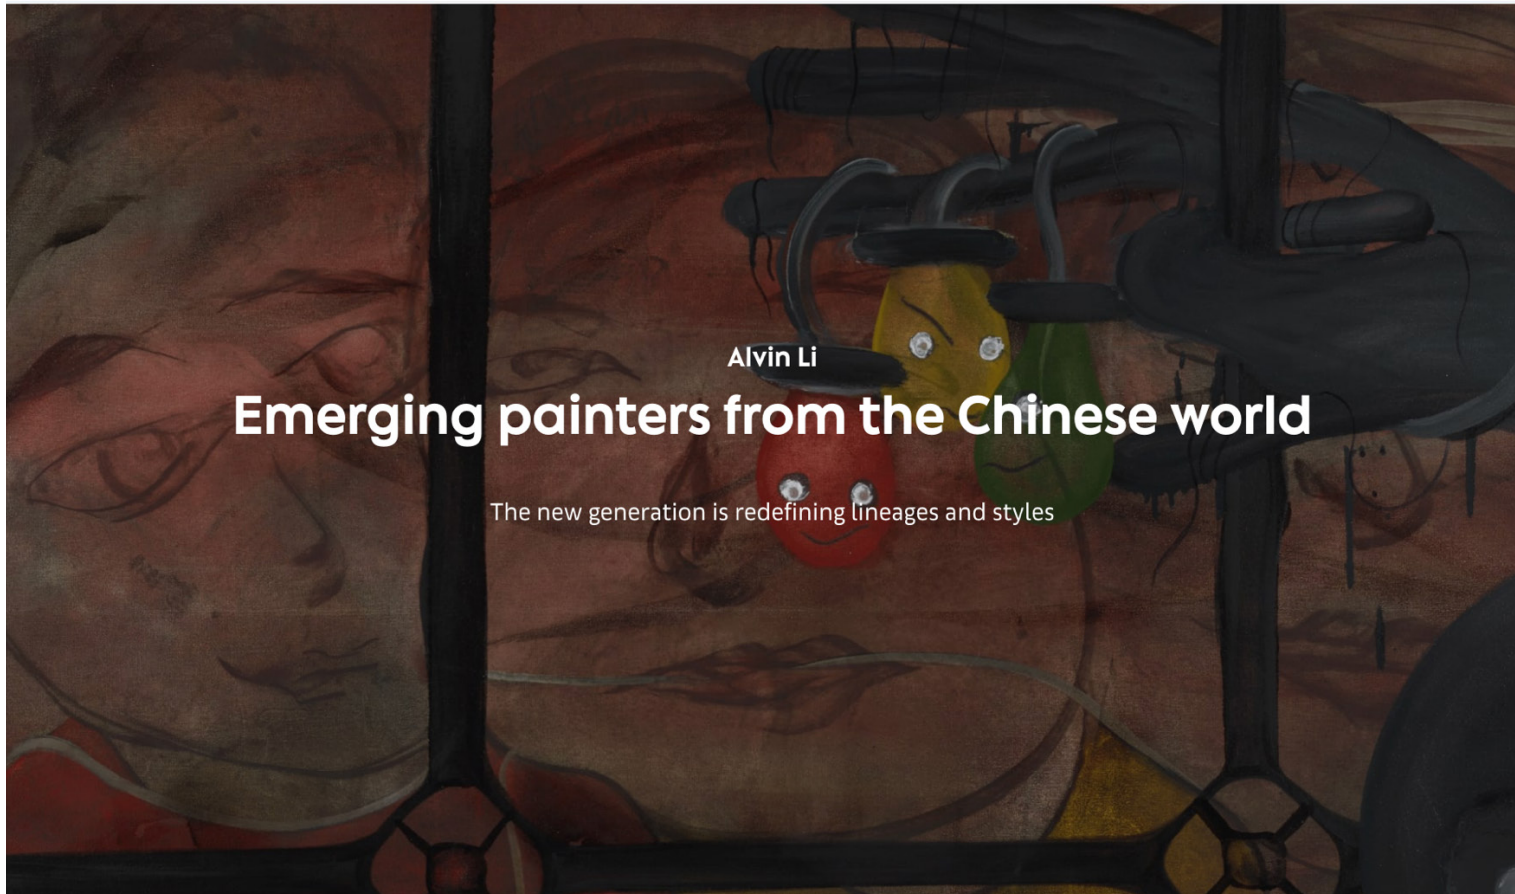 Alvin Li
Emerging painters from the Chinese world
The new generation is redefining lineages and styles